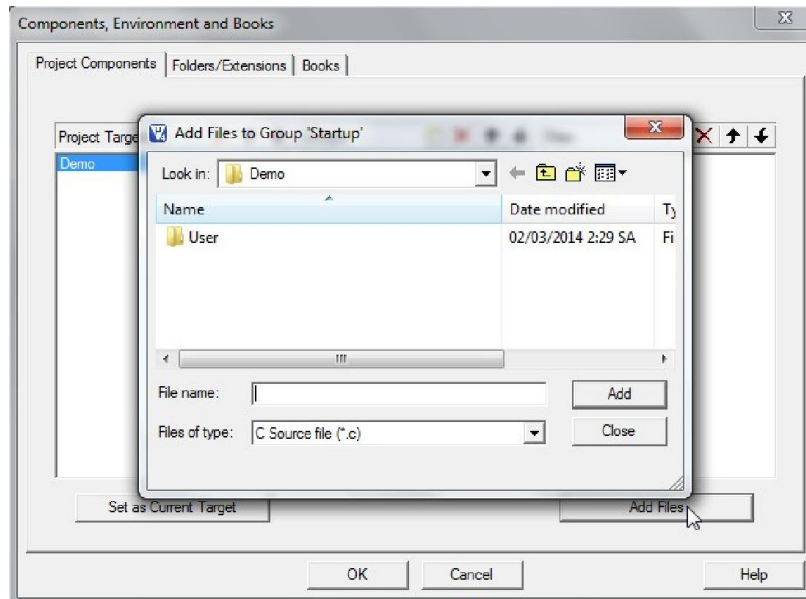 Components, Environment and Books
Project Components Folders/Extensions Books
Project Targe
Demo
Add Files to Group 'Startup'
Look in: Demo
Name Date modified Ty
User 02/03/2014 2:29 SA Fi
File name: Add
Files of type: C Source file (*.c) Close
Set as Current Target Add Files
OK Cancel Help